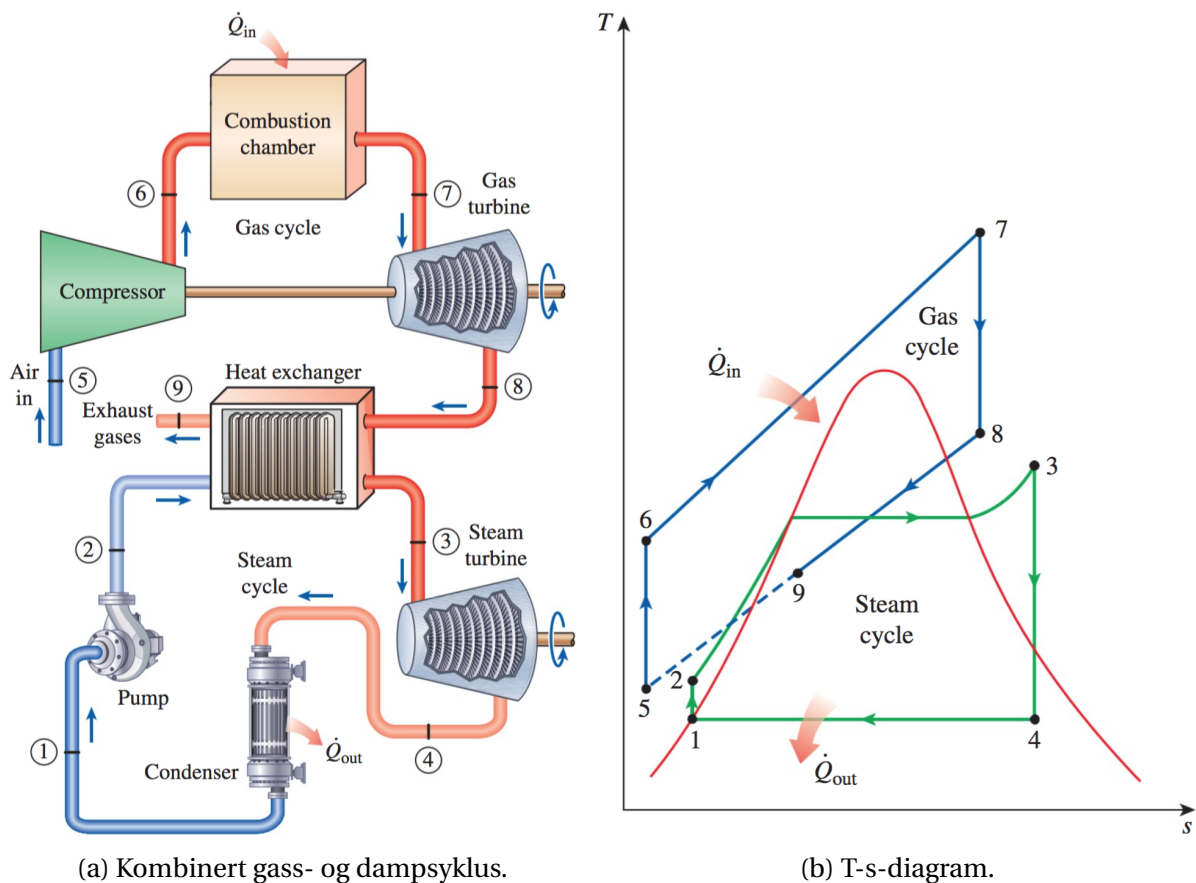 Q̇in
Combustion
chamber
6
7
Gas
turbine
Gas cycle
Compressor
Air
in
5
9
Heat exchanger
8
Exhaust
gases
2
3
Steam
turbine
Steam
cycle
Pump
1
Condenser
Q̇out
4
(a) Kombinert gass- og dampsyklus.
T
7
Gas
cycle
Q̇in
8
3
6
9
Steam
cycle
2
5
1
4
Q̇out
s
(b) T-s-diagram.